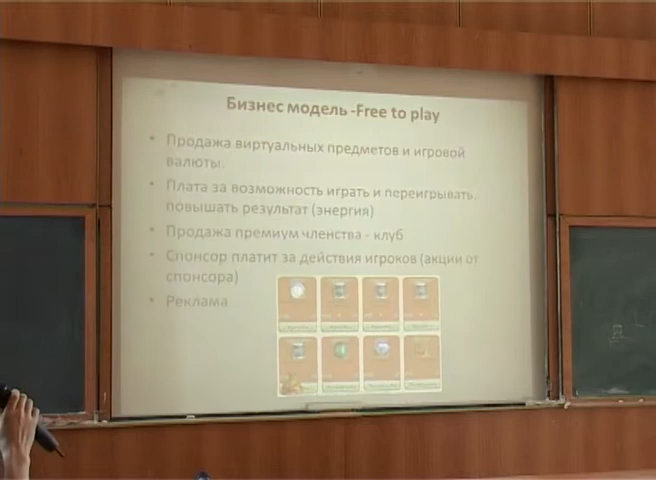 Бизнес модель -Free to play
• Продажа виртуальных предметов и игровой
валюты.
• Плата за возможность играть и переигрывать,
повышать результат (энергия)
• Продажа премиум членства - клуб
• Спонсор платит за действия игроков (акции от
спонсора)
• Реклама